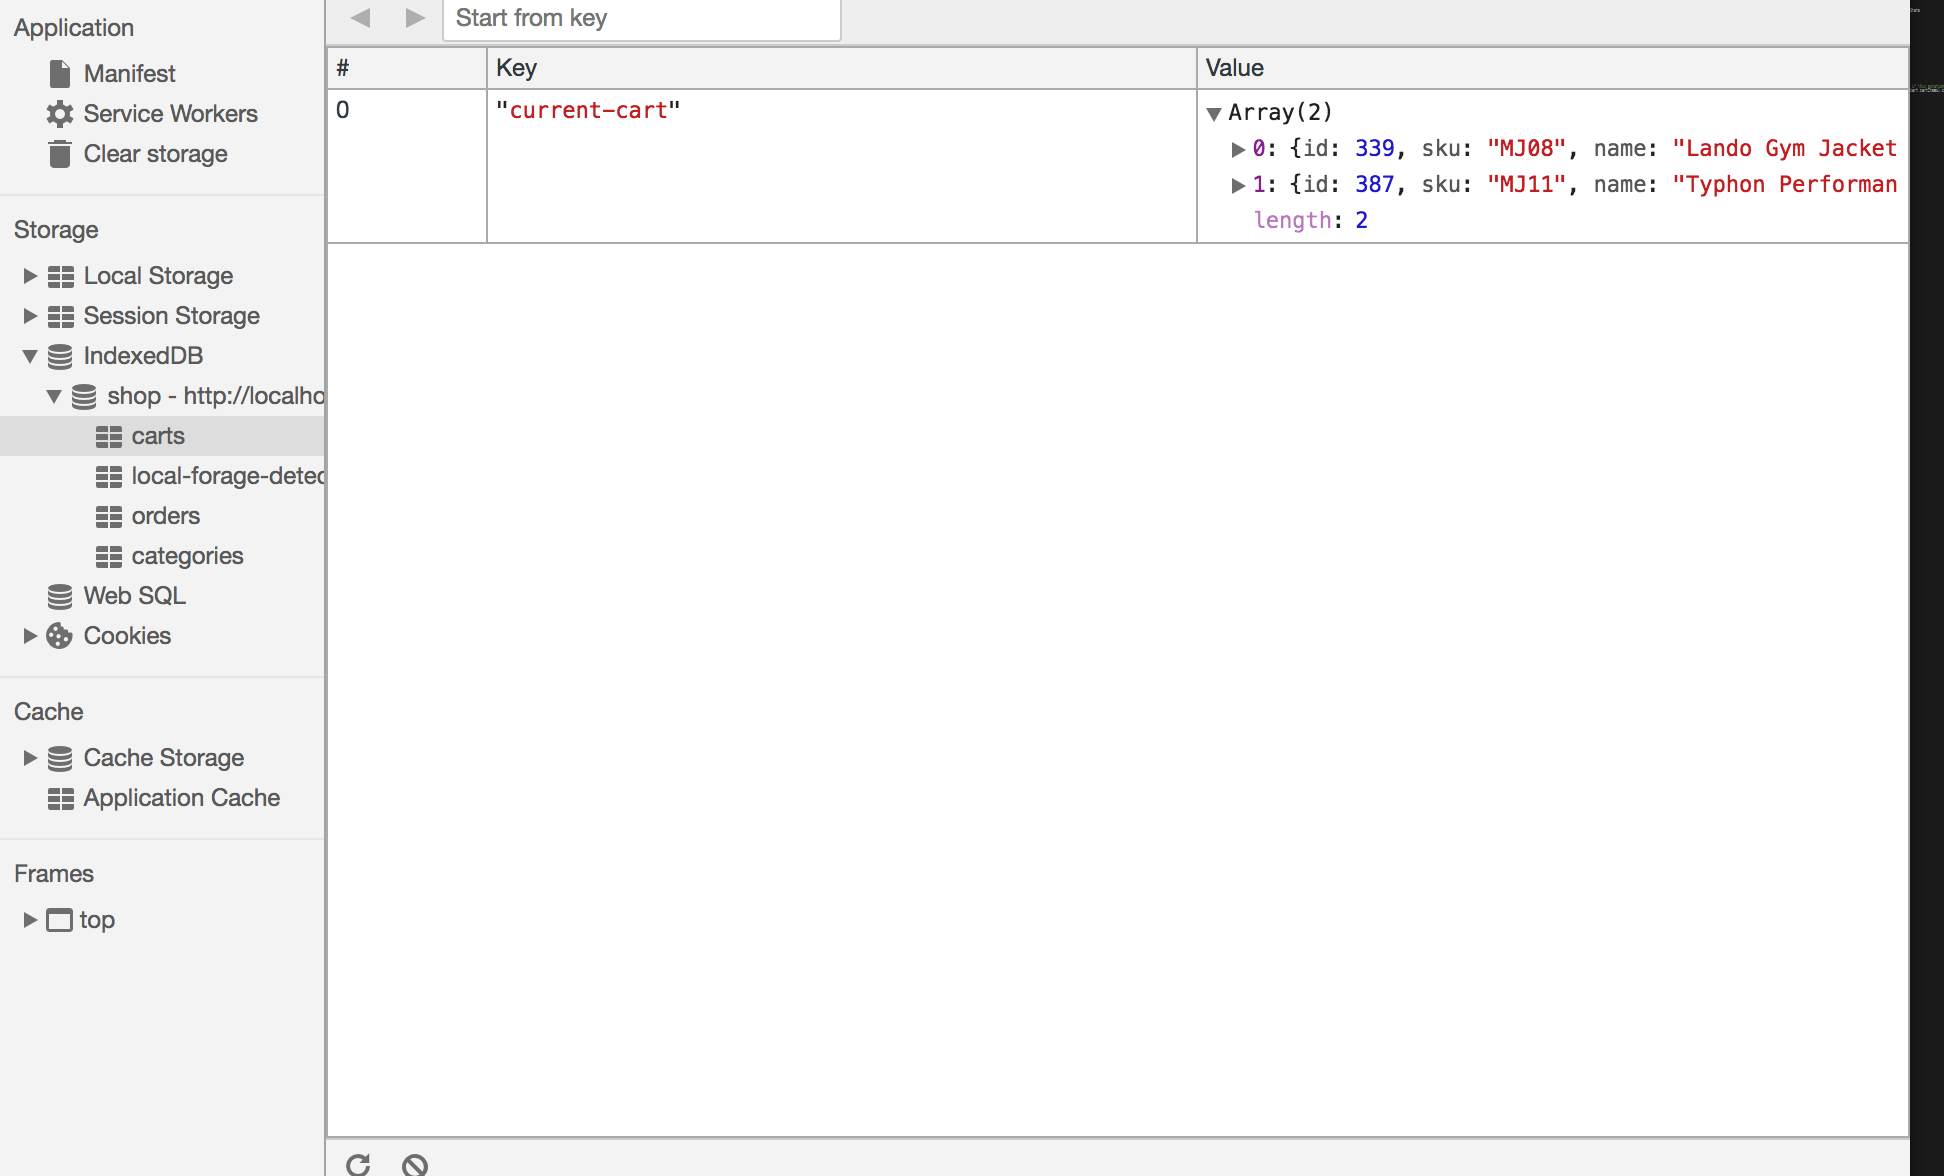 Application
Manifest
Service Workers
Clear storage
Storage
Local Storage
Session Storage
IndexedDB
shop - http://localho
carts
local-forage-detec
orders
categories
Web SQL
Cookies
Cache
Cache Storage
Application Cache
Frames
top
Start from key
# Key Value
0 "current-cart" Array(2)
0: {id: 339, sku: "MJ08", name: "Lando Gym Jacket
1: {id: 387, sku: "MJ11", name: "Typhon Performan
length: 2